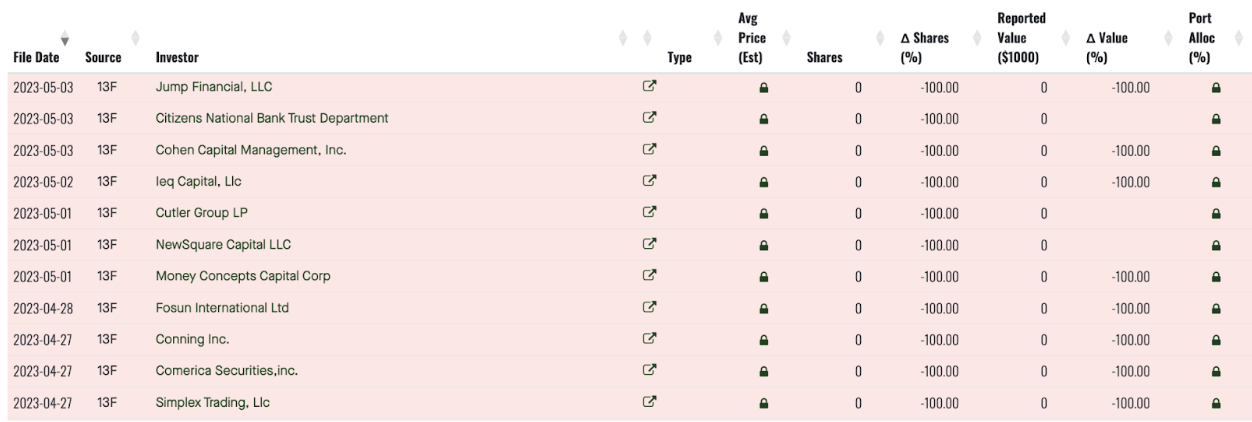 File Date Source Investor Type Avg Price (Est) Shares Δ Shares (%) Reported Value ($1000) Δ Value (%) Port Alloc (%)
2023-05-03 13F Jump Financial, LLC 0 -100.00 0 -100.00
2023-05-03 13F Citizens National Bank Trust Department 0 -100.00 0
2023-05-03 13F Cohen Capital Management, Inc. 0 -100.00 0 -100.00
2023-05-02 13F Ieq Capital, Llc 0 -100.00 0 -100.00
2023-05-01 13F Cutler Group LP 0 -100.00 0
2023-05-01 13F NewSquare Capital LLC 0 -100.00 0
2023-05-01 13F Money Concepts Capital Corp 0 -100.00 0 -100.00
2023-04-28 13F Fosun International Ltd 0 -100.00 0 -100.00
2023-04-27 13F Conning Inc. 0 -100.00 0 -100.00
2023-04-27 13F Comerica Securities,inc. 0 -100.00 0 -100.00
2023-04-27 13F Simplex Trading, Llc 0 -100.00 0 -100.00